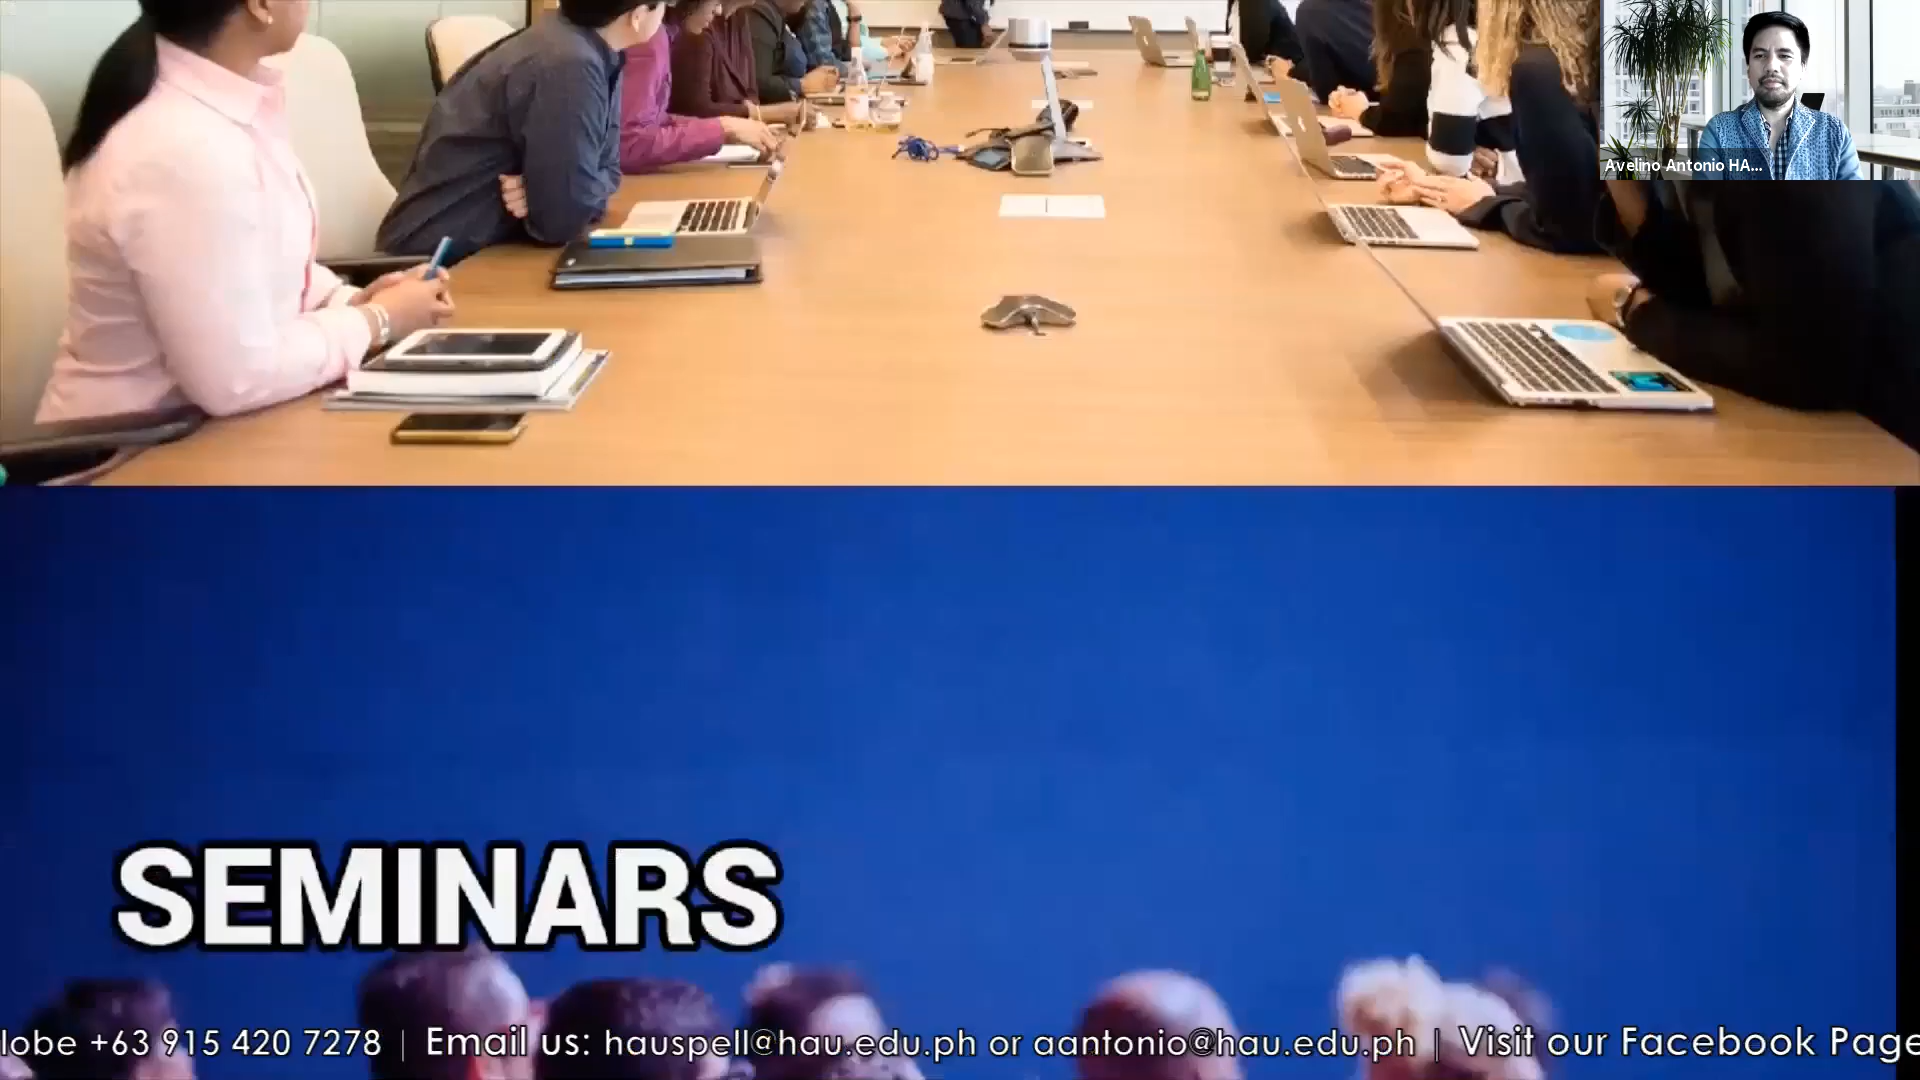 Avelino Antonio HA...
SEMINARS
lobe +63 915 420 7278 | Email us: hauspell@hau.edu.ph or aantonio@hau.edu.ph | Visit our Facebook Page